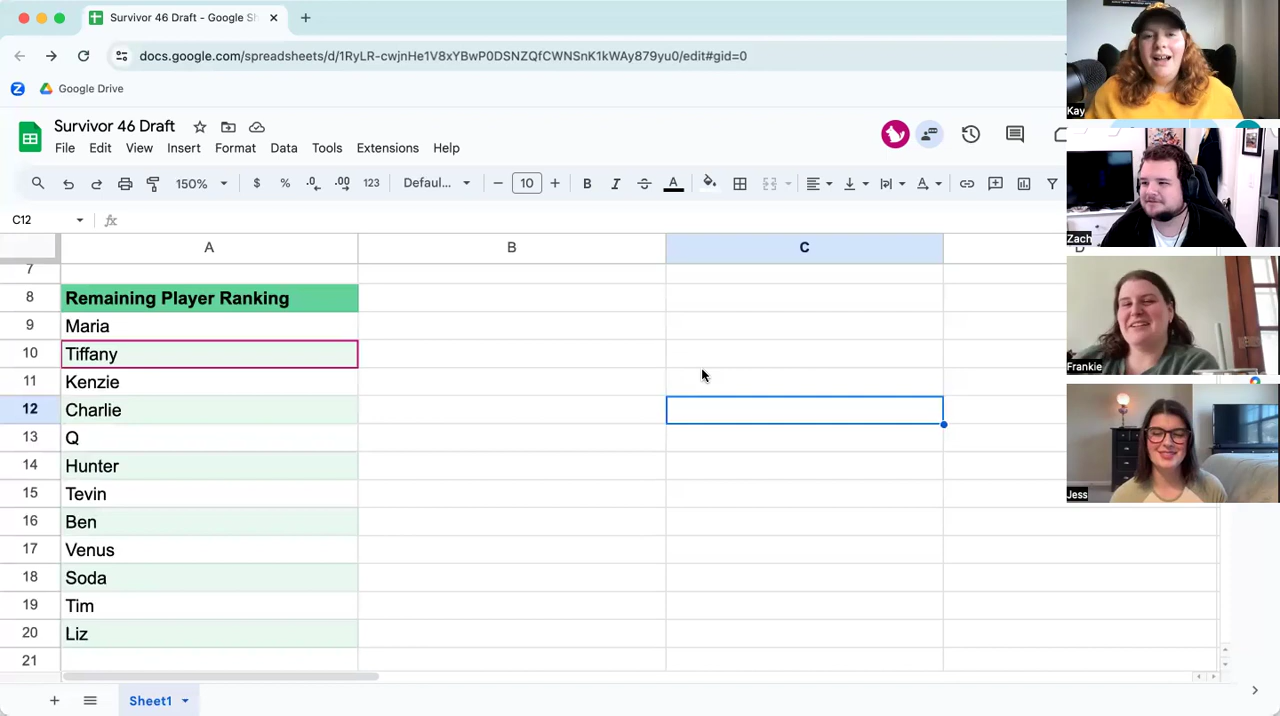 Survivor 46 Draft - Google Sh
docs.google.com/spreadsheets/d/1RyLR-cwjnHe1V8xYBwP0DSNZQfCWNSnK1kWAy879yu0/edit#gid=0
Google Drive
Survivor 46 Draft
File Edit View Insert Format Data Tools Extensions Help
150% $ % .0 .00 123 Defaul... 10 B I A
C12 fx
A B C D
7
8 Remaining Player Ranking
9 Maria
10 Tiffany
11 Kenzie
12 Charlie
13 Q
14 Hunter
15 Tevin
16 Ben
17 Venus
18 Soda
19 Tim
20 Liz
21
Sheet1
Kay
Zach
Frankie
Jess